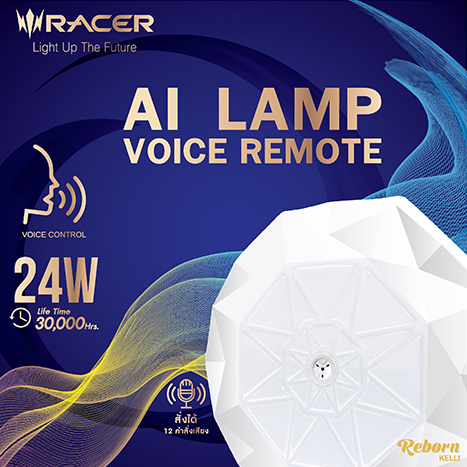 RACER
Light Up The Future
AI LAMP
VOICE REMOTE
VOICE CONTROL
24W
Life Time
30,000Hrs.
สั่งได้
12 คำสั่งเสียง
Reborn
KELLI